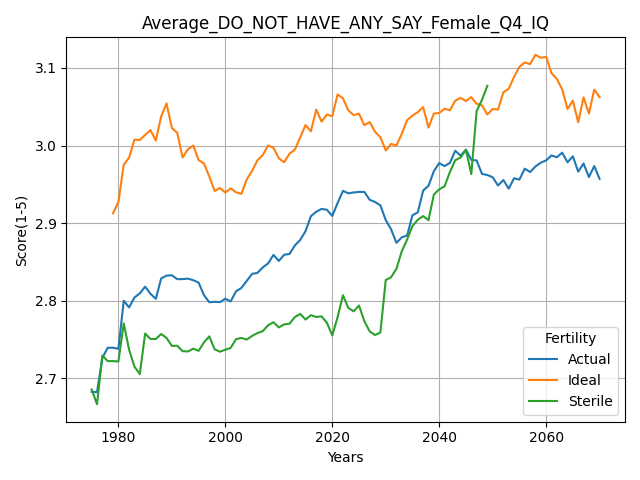 Average_DO_NOT_HAVE_ANY_SAY_Female_Q4_IQ
Score(1-5)
3.1
3.0
2.9
2.8
2.7
1980 2000 2020 2040 2060
Years
Fertility
Actual
Ideal
Sterile